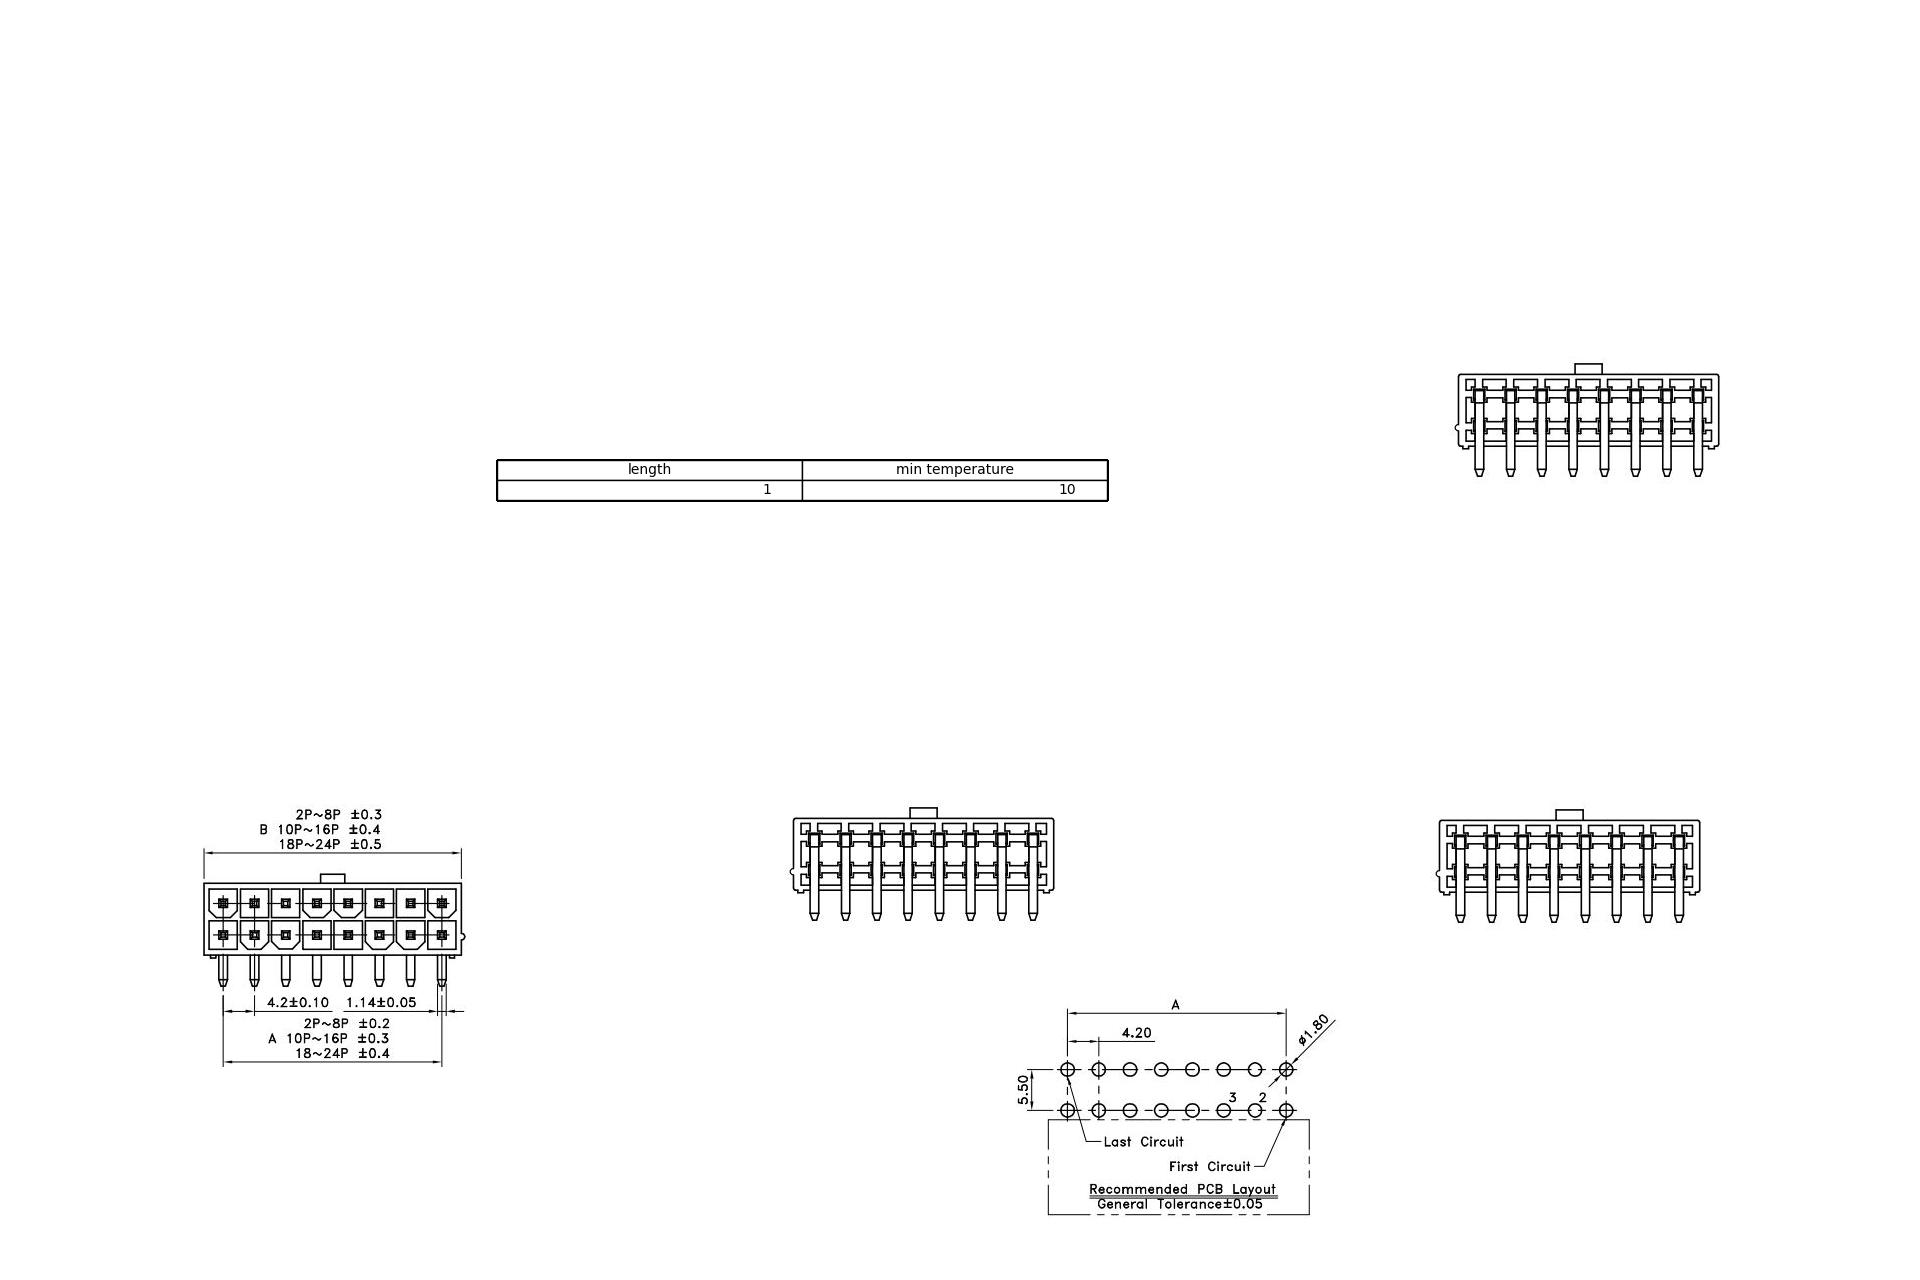 length min temperature
1 10
2P~8P ±0.3
B 10P~16P ±0.4
18P~24P ±0.5
4.2±0.10 1.14±0.05
2P~8P ±0.2
A 10P~16P ±0.3
18~24P ±0.4
A
4.20
ø1.80
5.50
3 2
Last Circuit
First Circuit
Recommended PCB Layout
General Tolerance±0.05